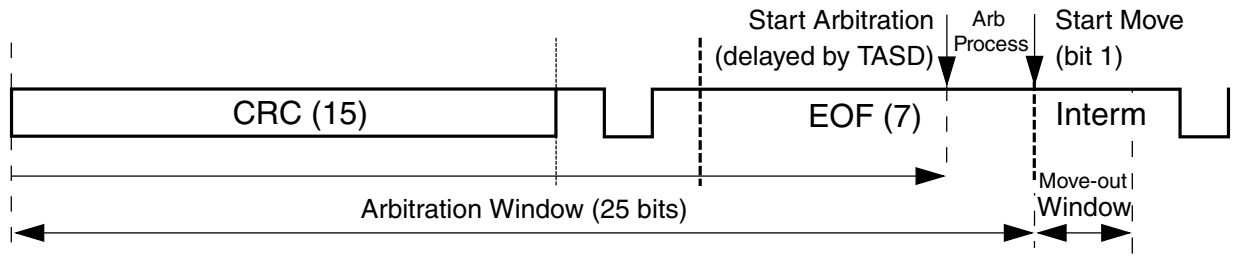 Start Arbitration
(delayed by TASD)
Arb
Process
Start Move
(bit 1)
CRC (15)
EOF (7)
Interm
Arbitration Window (25 bits)
Move-out
Window